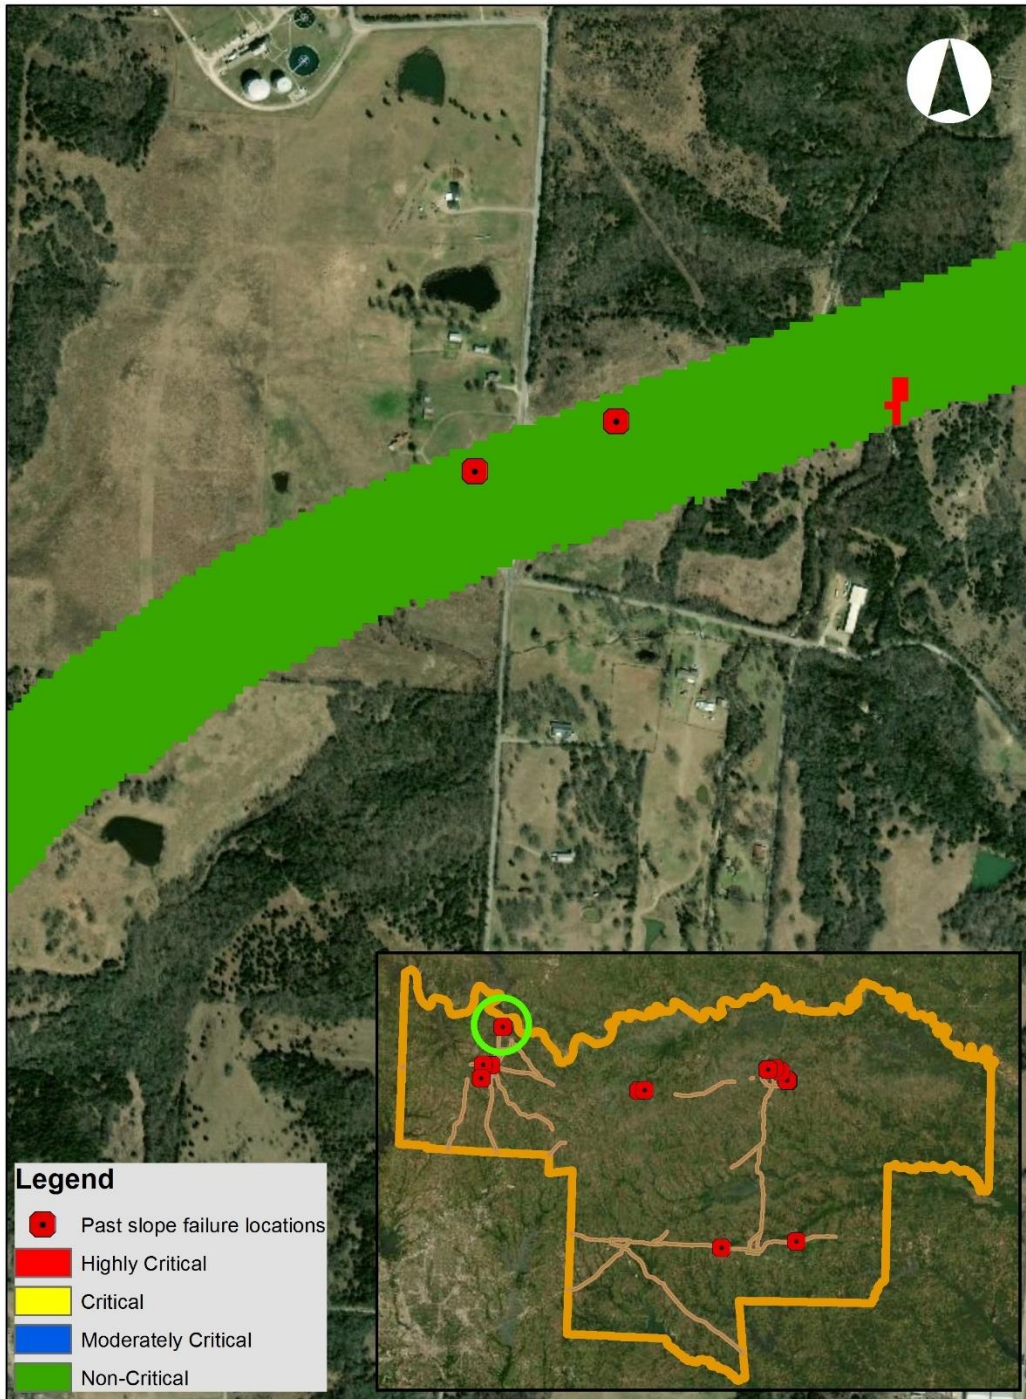 Legend
Past slope failure locations
Highly Critical
Critical
Moderately Critical
Non-Critical